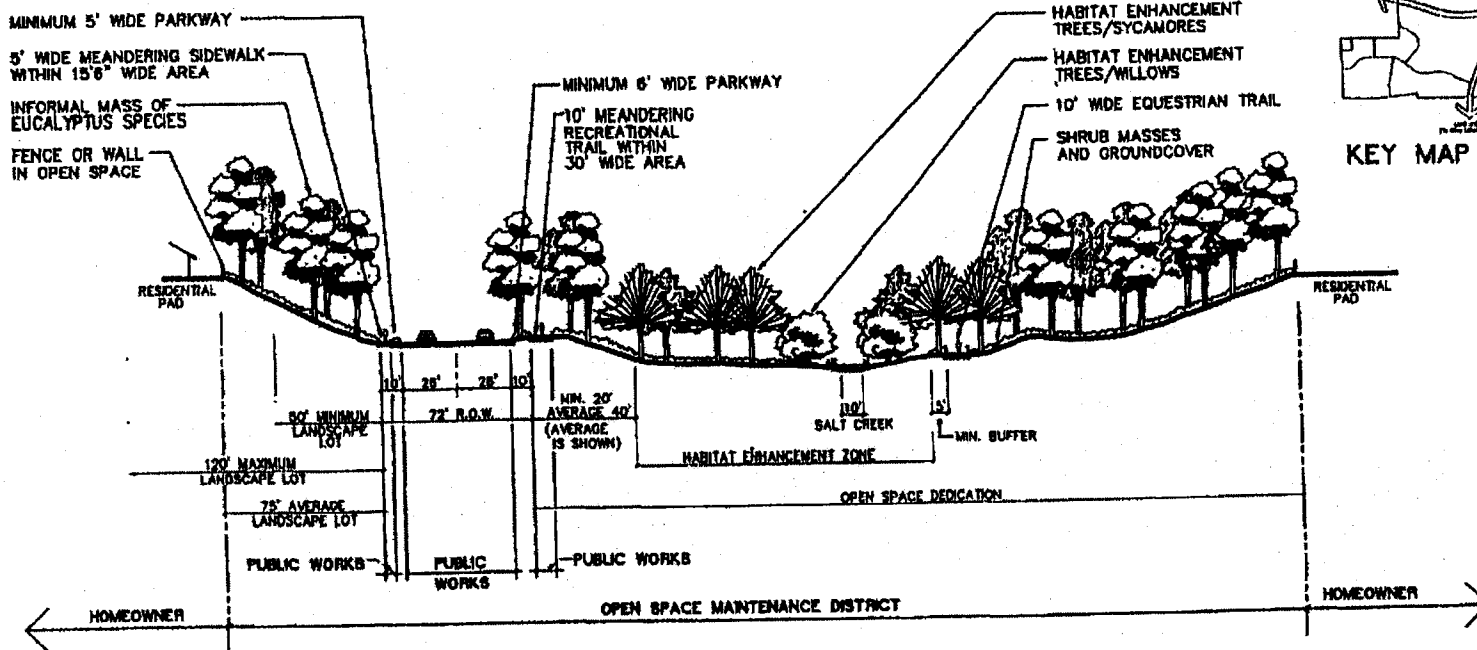 MINIMUM 5' WIDE PARKWAY
5' WIDE MEANDERING SIDEWALK
WITHIN 15'6" WIDE AREA
INFORMAL MASS OF
EUCALYPTUS SPECIES
FENCE OR WALL
IN OPEN SPACE
MINIMUM 6' WIDE PARKWAY
10' MEANDERING
RECREATIONAL
TRAIL WITHIN
30' WIDE AREA
HABITAT ENHANCEMENT
TREES/SYCAMORES
HABITAT ENHANCEMENT
TREES/WILLOWS
10' WIDE EQUESTRIAN TRAIL
SHRUB MASSES
AND GROUNDCOVER
KEY MAP
RESIDENTIAL
PAD
RESIDENTIAL
PAD
10' 26' 26' 10'
72' R.O.W.
50' MINIMUM
LANDSCAPE
LOT
MIN. 20'
AVERAGE 40'
(AVERAGE
IS SHOWN)
10'
SALT CREEK
5'
MIN. BUFFER
HABITAT ENHANCEMENT ZONE
120' MAXIMUM
LANDSCAPE LOT
75' AVERAGE
LANDSCAPE LOT
OPEN SPACE DEDICATION
PUBLIC WORKS
PUBLIC
WORKS
PUBLIC WORKS
HOMEOWNER
OPEN SPACE MAINTENANCE DISTRICT
HOMEOWNER